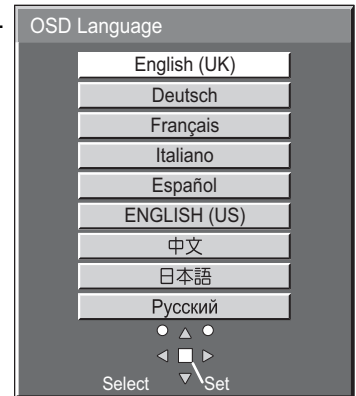 OSD Language
English (UK)
Deutsch
Français
Italiano
Español
ENGLISH (US)
中文
日本語
Русский
Select Set